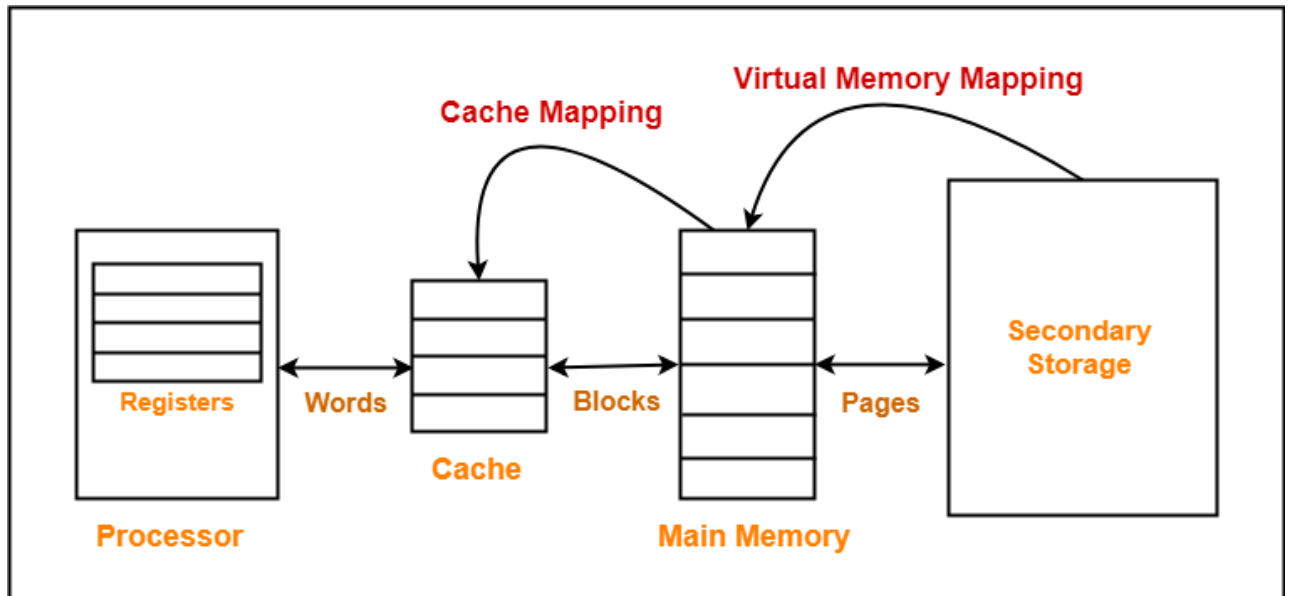 Virtual Memory Mapping
Cache Mapping
Secondary
Storage
Registers
Words
Blocks
Pages
Cache
Processor
Main Memory